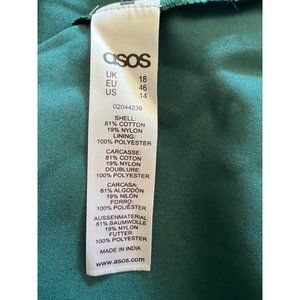 asos
UK 18
EU 46
US 14
02044239
SHELL:
81% COTTON
19% NYLON
LINING:
100% POLYESTER
CARCASSE:
81% COTON
19% NYLON
DOUBLURE:
100% POLYESTER
CARCASA:
81% ALGODÓN
19% NILÓN
FORRO:
100% POLIÉSTER
AUSSENMATERIAL:
81% BAUMWOLLE
19% NYLON
FUTTER:
100% POLYESTER
MADE IN INDIA
www.asos.com